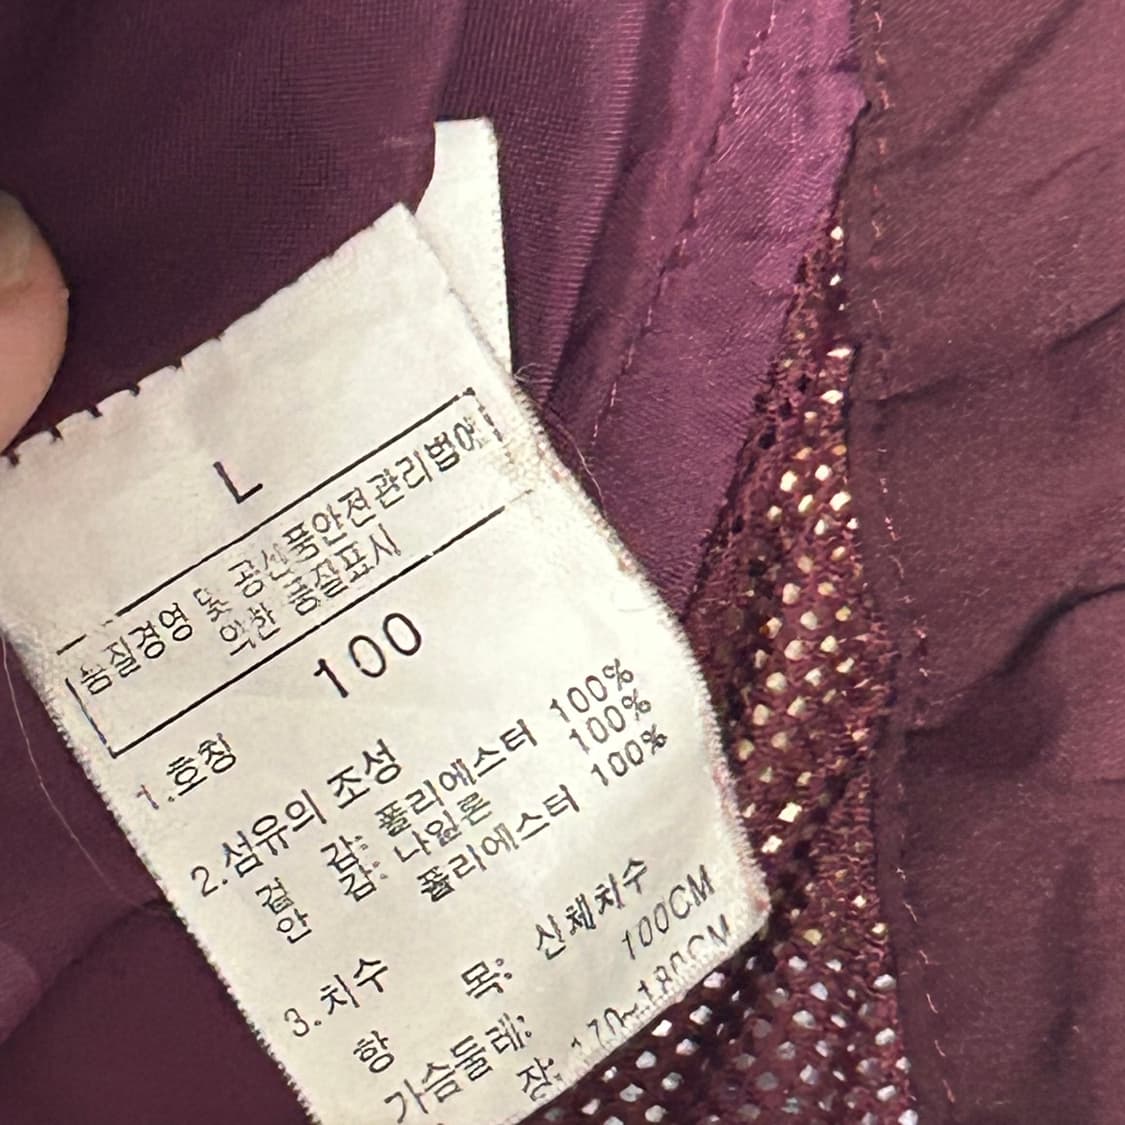 L
품질경영 및 공산품안전관리법에
의한 품질표시
1.호칭 100
2.섬유의 조성
겉 감: 폴리에스터 100%
나일론 100%
안 감: 폴리에스터 100%
3.치수
항 목: 신체치수
가슴둘레: 100CM
장: 170~180CM